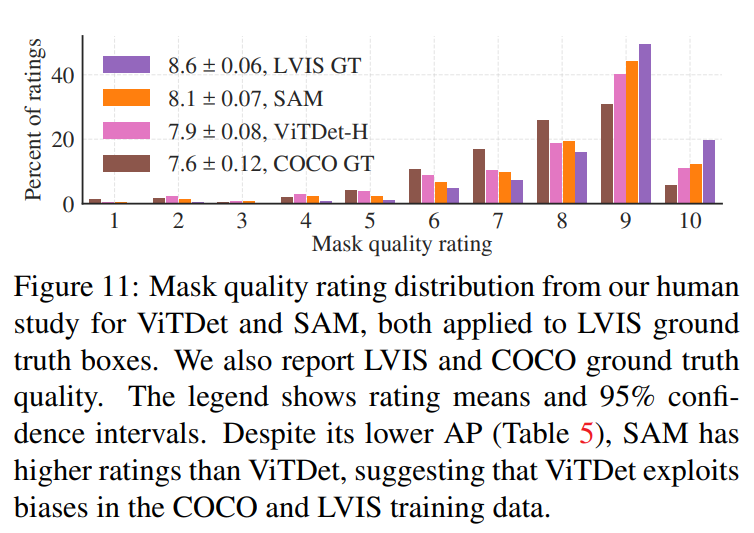 Percent of ratings
40
20
0
8.6 ± 0.06, LVIS GT
8.1 ± 0.07, SAM
7.9 ± 0.08, ViTDet-H
7.6 ± 0.12, COCO GT
1 2 3 4 5 6 7 8 9 10
Mask quality rating
Figure 11: Mask quality rating distribution from our human
study for ViTDet and SAM, both applied to LVIS ground
truth boxes. We also report LVIS and COCO ground truth
quality. The legend shows rating means and 95% confi-
dence intervals. Despite its lower AP (Table 5), SAM has
higher ratings than ViTDet, suggesting that ViTDet exploits
biases in the COCO and LVIS training data.